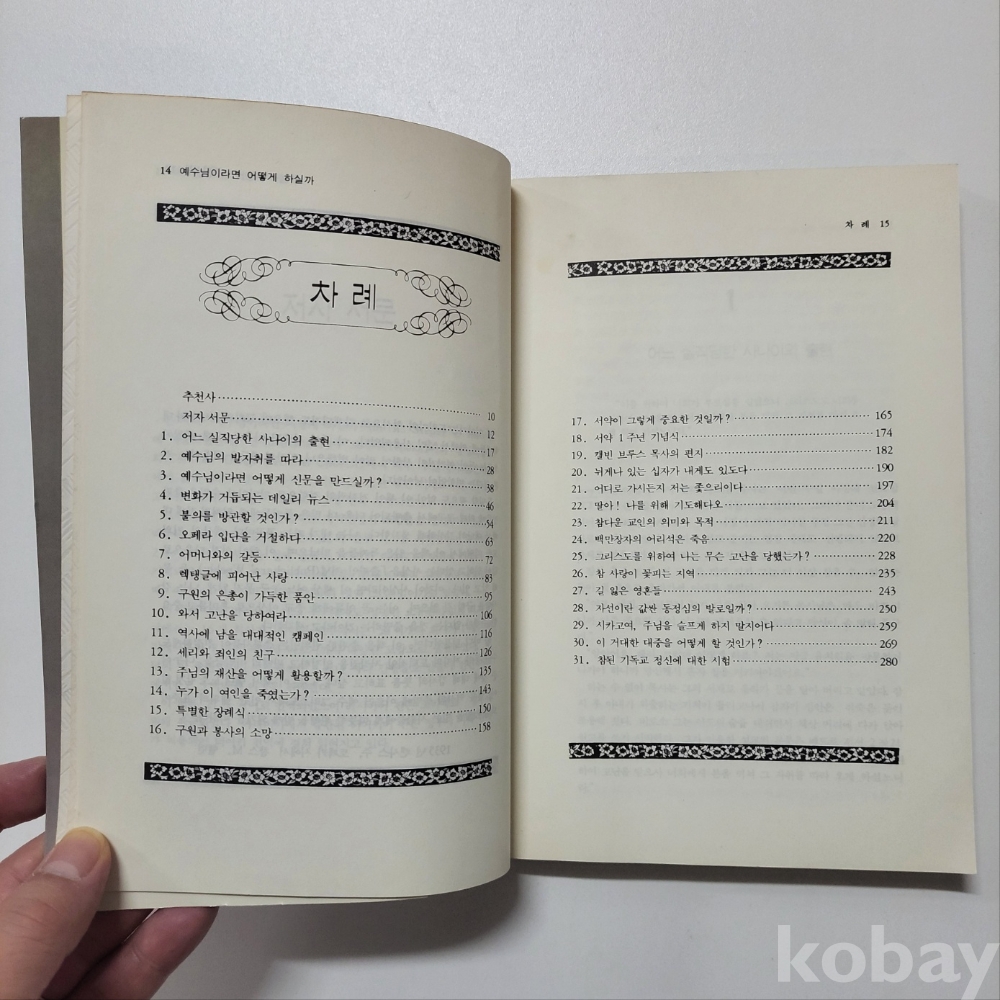 14 예수님이라면 어떻게 하실까
차 례
추천사 10
저자 서문 12
1. 어느 실직당한 사나이의 출현 17
2. 예수님의 발자취를 따라 28
3. 예수님이라면 어떻게 신문을 만드실까? 38
4. 변화가 거듭되는 데일리 뉴스 46
5. 불의를 방관할 것인가? 54
6. 오페라 입단을 거절하다 63
7. 어머니와의 갈등 72
8. 렉탱글에 피어난 사랑 83
9. 구원의 은총이 가득한 품안 95
10. 와서 고난을 당하여라 106
11. 역사에 남을 대대적인 캠페인 116
12. 세리와 죄인의 친구 126
13. 주님의 재산을 어떻게 활용할까? 135
14. 누가 이 여인을 죽였는가? 143
15. 특별한 장례식 150
16. 구원과 봉사의 소망 158
차 례 15
17. 서약이 그렇게 중요한 것일까? 165
18. 서약 1주년 기념식 174
19. 캘빈 브루스 목사의 편지 182
20. 뉘게나 있는 십자가 내게도 있도다 190
21. 어디로 가시는지 저는 좇으리이다 197
22. 딸아! 나를 위해 기도해다오 204
23. 참다운 교인의 의미와 목적 211
24. 백만장자의 어리석은 죽음 220
25. 그리스도를 위하여 나는 무슨 고난을 당했는가? 228
26. 참 사랑이 꽃피는 지역 235
27. 길 잃은 영혼들 243
28. 자선이란 값싼 동정심의 발로일까? 250
29. 시카고여, 주님을 슬프게 하지 말지어다 259
30. 이 거대한 대중을 어떻게 할 것인가? 269
31. 참된 기독교 정신에 대한 시험 280
kobay